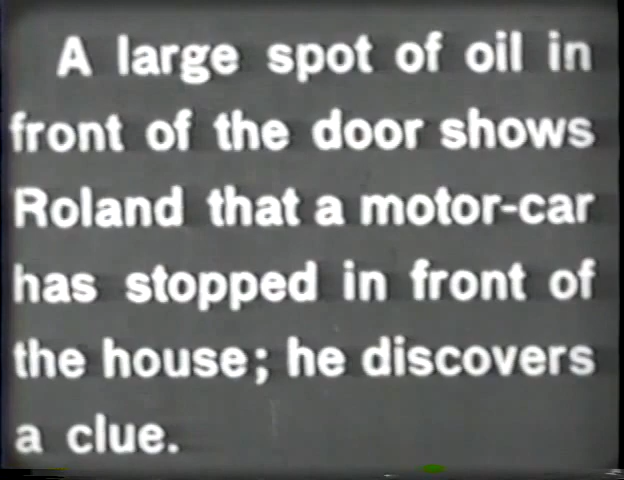 A large spot of oil in
front of the door shows
Roland that a motor-car
has stopped in front of
the house; he discovers
a clue.